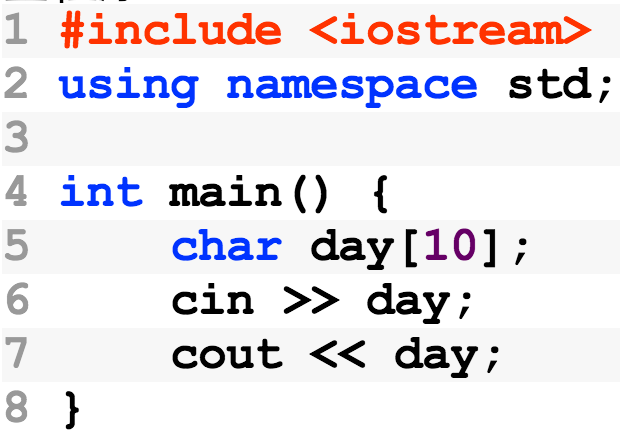 1 #include <iostream>
2 using namespace std;
3
4 int main() {
5     char day[10];
6     cin >> day;
7     cout << day;
8 }